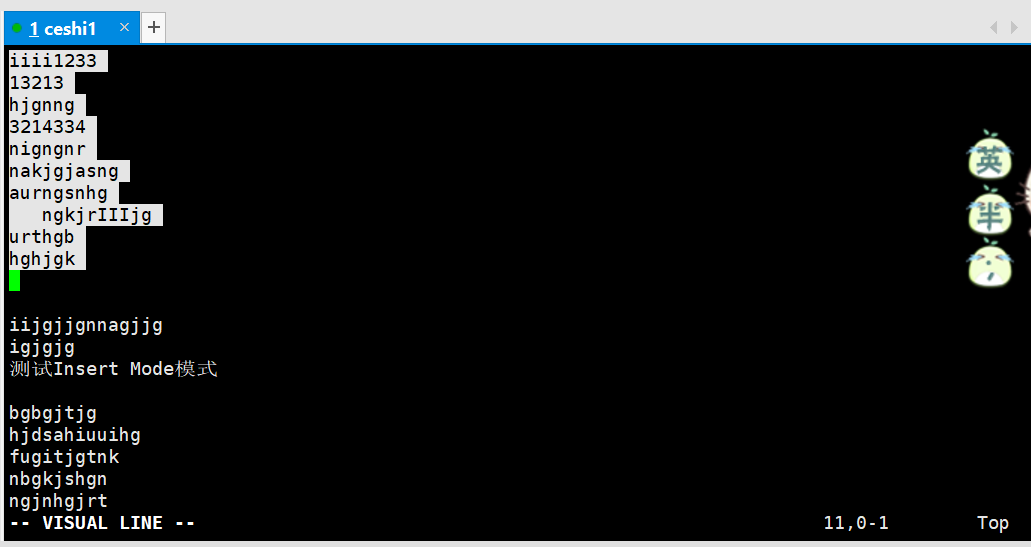 1 ceshi1 × +
iiii1233
13213
hjgnng
3214334
nigngnr
nakjgjasng
aurngsnhg
   ngkjrIIIjg
urthgb
hghjgk
iijgjjgnnagjjg
igjgjg
测试Insert Mode模式
bgbgjtjg
hjdsahiuuihg
fugitjgtnk
nbgkjshgn
ngjnhgjrt
-- VISUAL LINE -- 11,0-1 Top
英
半